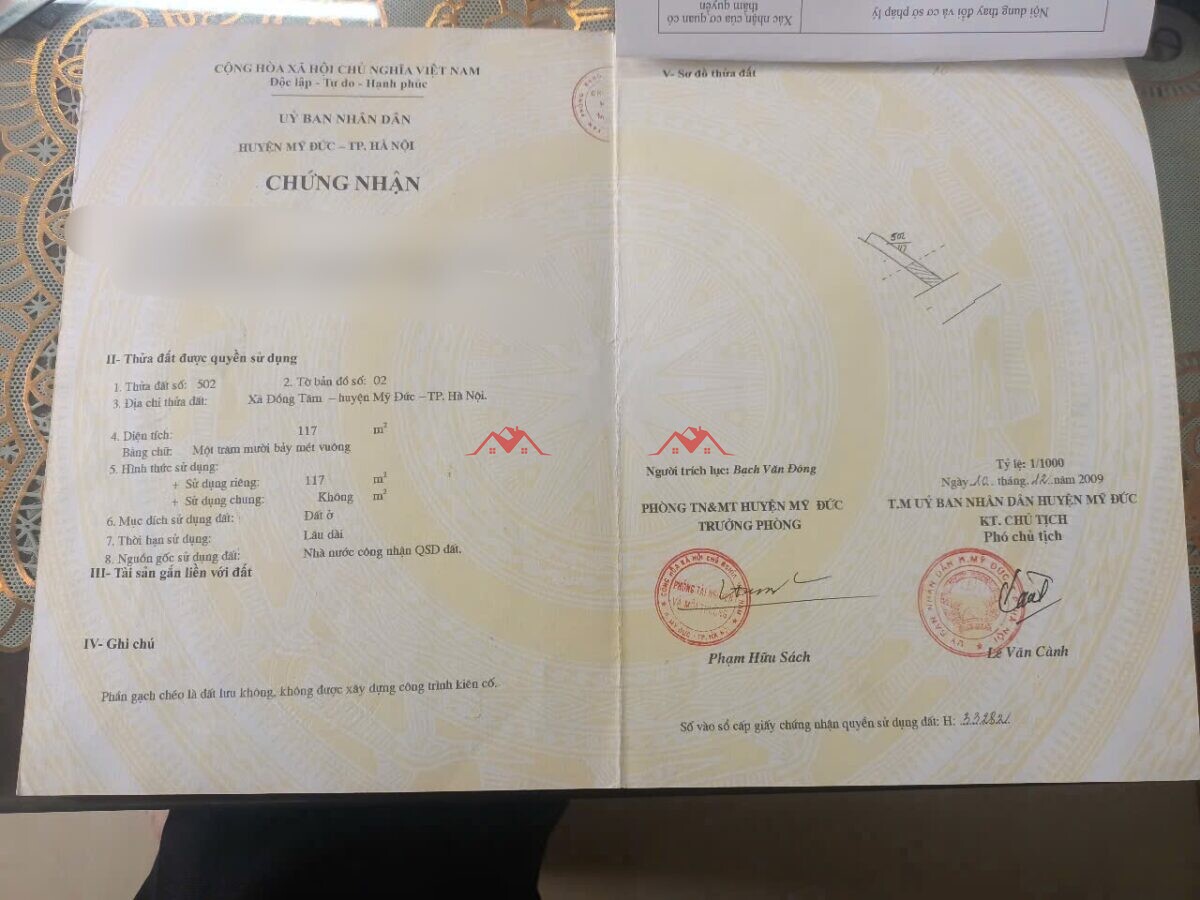 CỘNG HÒA XÃ HỘI CHỦ NGHĨA VIỆT NAM
Độc lập - Tự do - Hạnh phúc
UỶ BAN NHÂN DÂN
HUYỆN MỸ ĐỨC – TP. HÀ NỘI
CHỨNG NHẬN
II- Thửa đất được quyền sử dụng
1. Thửa đất số: 502 2. Tờ bản đồ số: 02
3. Địa chỉ thửa đất: Xã Đồng Tâm – huyện Mỹ Đức – TP. Hà Nội.
4. Diện tích: 117 m²
Bằng chữ: Một trăm mười bảy mét vuông
5. Hình thức sử dụng:
+ Sử dụng riêng: 117 m²
+ Sử dụng chung: Không m²
6. Mục đích sử dụng đất: Đất ở
7. Thời hạn sử dụng: Lâu dài
8. Nguồn gốc sử dụng đất: Nhà nước công nhận QSD đất.
III- Tài sản gắn liền với đất
IV- Ghi chú
Phần gạch chéo là đất lưu không, không được xây dựng công trình kiên cố.
Nội dung thay đổi và cơ sở pháp lý
Xác nhận của cơ quan có
thẩm quyền
V- Sơ đồ thửa đất
502
117
Tỷ lệ: 1/1000
Người trích lục: Bạch Văn Đông
Ngày 10 tháng 12 năm 2009
PHÒNG TN&MT HUYỆN MỸ ĐỨC
TRƯỞNG PHÒNG
T.M UỶ BAN NHÂN DÂN HUYỆN MỸ ĐỨC
KT. CHỦ TỊCH
Phó chủ tịch
Phạm Hữu Sách
Lê Văn Cảnh
Số vào sổ cấp giấy chứng nhận quyền sử dụng đất: H: 332821